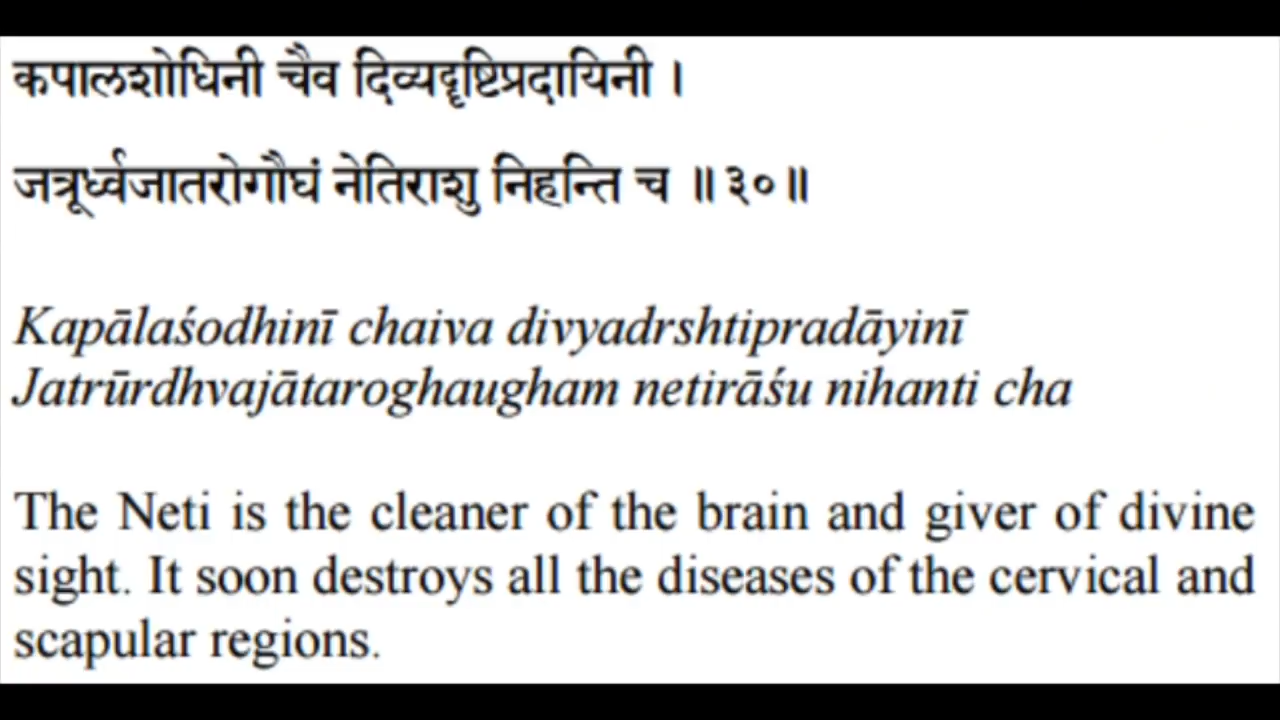 कपालशोधिनी चैव दिव्यदृष्टिप्रदायिनी ।
जत्रूर्ध्वजातरोगौघं नेतिराशु निहन्ति च ॥ ३० ॥
Kapālaśodhinī chaiva divyadrshtipradāyinī
Jatrūrdhvajātaroghaugham netirāśu nihanti cha
The Neti is the cleaner of the brain and giver of divine
sight. It soon destroys all the diseases of the cervical and
scapular regions.